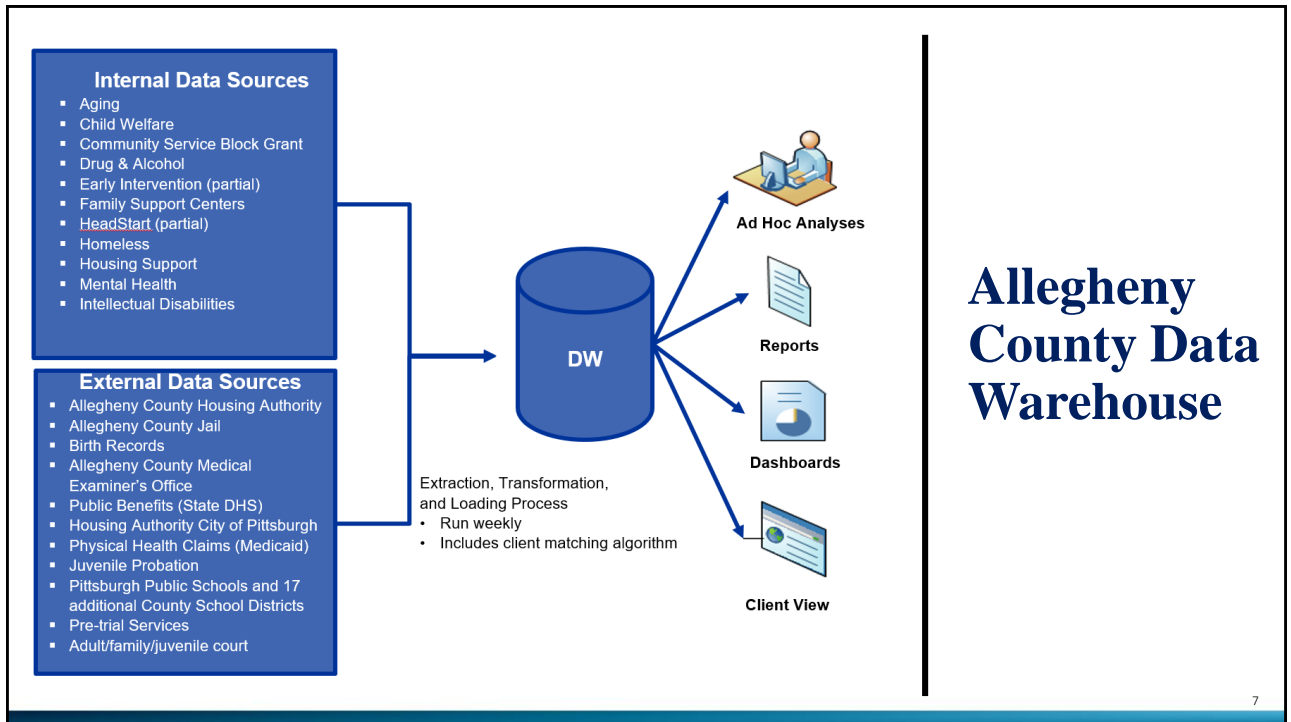 Internal Data Sources
▪ Aging
▪ Child Welfare
▪ Community Service Block Grant
▪ Drug & Alcohol
▪ Early Intervention (partial)
▪ Family Support Centers
▪ HeadStart (partial)
▪ Homeless
▪ Housing Support
▪ Mental Health
▪ Intellectual Disabilities
External Data Sources
▪ Allegheny County Housing Authority
▪ Allegheny County Jail
▪ Birth Records
▪ Allegheny County Medical
Examiner's Office
▪ Public Benefits (State DHS)
▪ Housing Authority City of Pittsburgh
▪ Physical Health Claims (Medicaid)
▪ Juvenile Probation
▪ Pittsburgh Public Schools and 17
additional County School Districts
▪ Pre-trial Services
▪ Adult/family/juvenile court
DW
Extraction, Transformation,
and Loading Process
• Run weekly
• Includes client matching algorithm
Ad Hoc Analyses
Reports
Dashboards
Client View
Allegheny
County Data
Warehouse
7